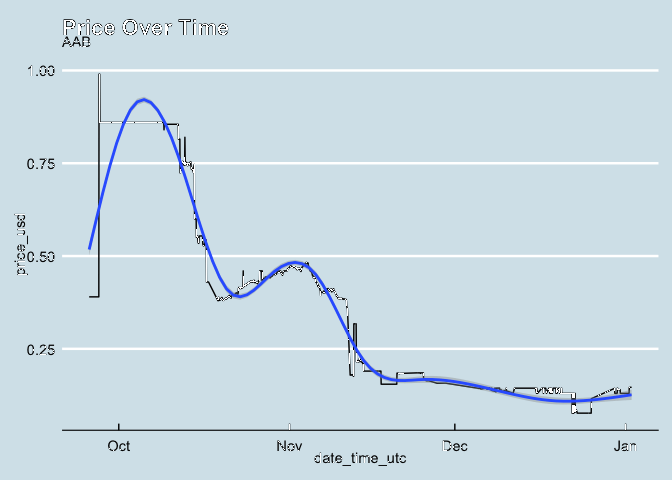 Price Over Time
AAB
1.00
0.75
0.50
0.25
price_usd
Oct Nov Dec Jan
date_time_utc